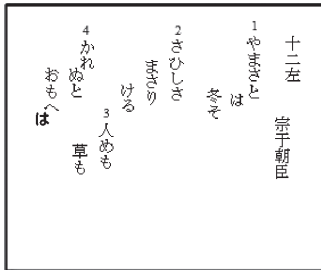 十二左
宗于朝臣
1やまさと
は
冬そ
2さひしさ
まさり
ける
3人めも
草も
4かれ
ぬと
おもへ
は